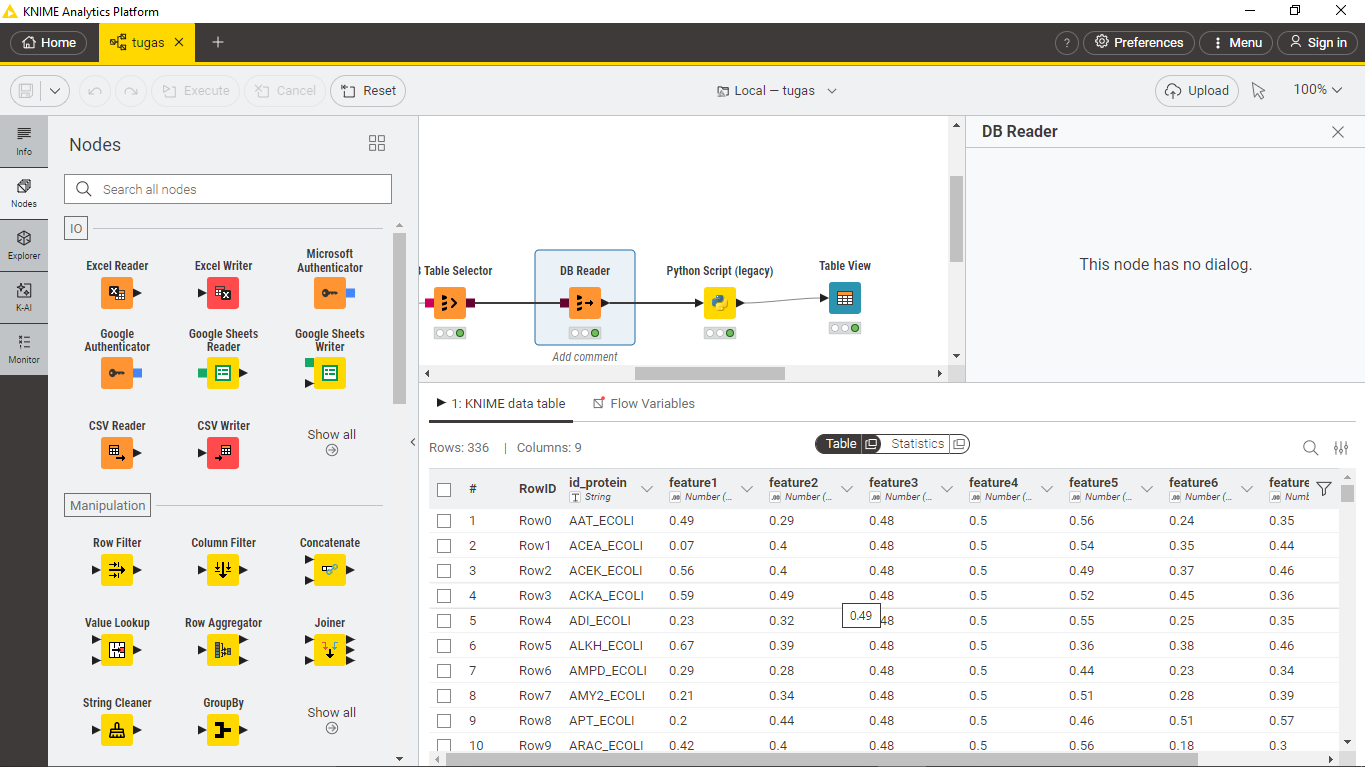 KNIME Analytics Platform
Home
tugas
?
Preferences
Menu
Sign in
Execute
Cancel
Reset
Local — tugas
Upload
100%
Info
Nodes
Explorer
K-AI
Monitor
Nodes
Search all nodes
IO
Excel Reader
Excel Writer
Microsoft Authenticator
Google Authenticator
Google Sheets Reader
Google Sheets Writer
CSV Reader
CSV Writer
Show all
Manipulation
Row Filter
Column Filter
Concatenate
Value Lookup
Row Aggregator
Joiner
String Cleaner
GroupBy
Show all
Table Selector
DB Reader
Add comment
Python Script (legacy)
Table View
DB Reader
This node has no dialog.
1: KNIME data table
Flow Variables
Rows: 336 | Columns: 9
Table
Statistics
# RowID id_protein feature1 feature2 feature3 feature4 feature5 feature6 feature
T String Number (... Number (... Number (... Number (... Number (... Number (... Numb
1 Row0 AAT_ECOLI 0.49 0.29 0.48 0.5 0.56 0.24 0.35
2 Row1 ACEA_ECOLI 0.07 0.4 0.48 0.5 0.54 0.35 0.44
3 Row2 ACEK_ECOLI 0.56 0.4 0.48 0.5 0.49 0.37 0.46
4 Row3 ACKA_ECOLI 0.59 0.49 0.48 0.5 0.52 0.45 0.36
0.49
5 Row4 ADI_ECOLI 0.23 0.32 .48 0.5 0.55 0.25 0.35
6 Row5 ALKH_ECOLI 0.67 0.39 0.48 0.5 0.36 0.38 0.46
7 Row6 AMPD_ECOLI 0.29 0.28 0.48 0.5 0.44 0.23 0.34
8 Row7 AMY2_ECOLI 0.21 0.34 0.48 0.5 0.51 0.28 0.39
9 Row8 APT_ECOLI 0.2 0.44 0.48 0.5 0.46 0.51 0.57
10 Row9 ARAC_ECOLI 0.42 0.4 0.48 0.5 0.56 0.18 0.3